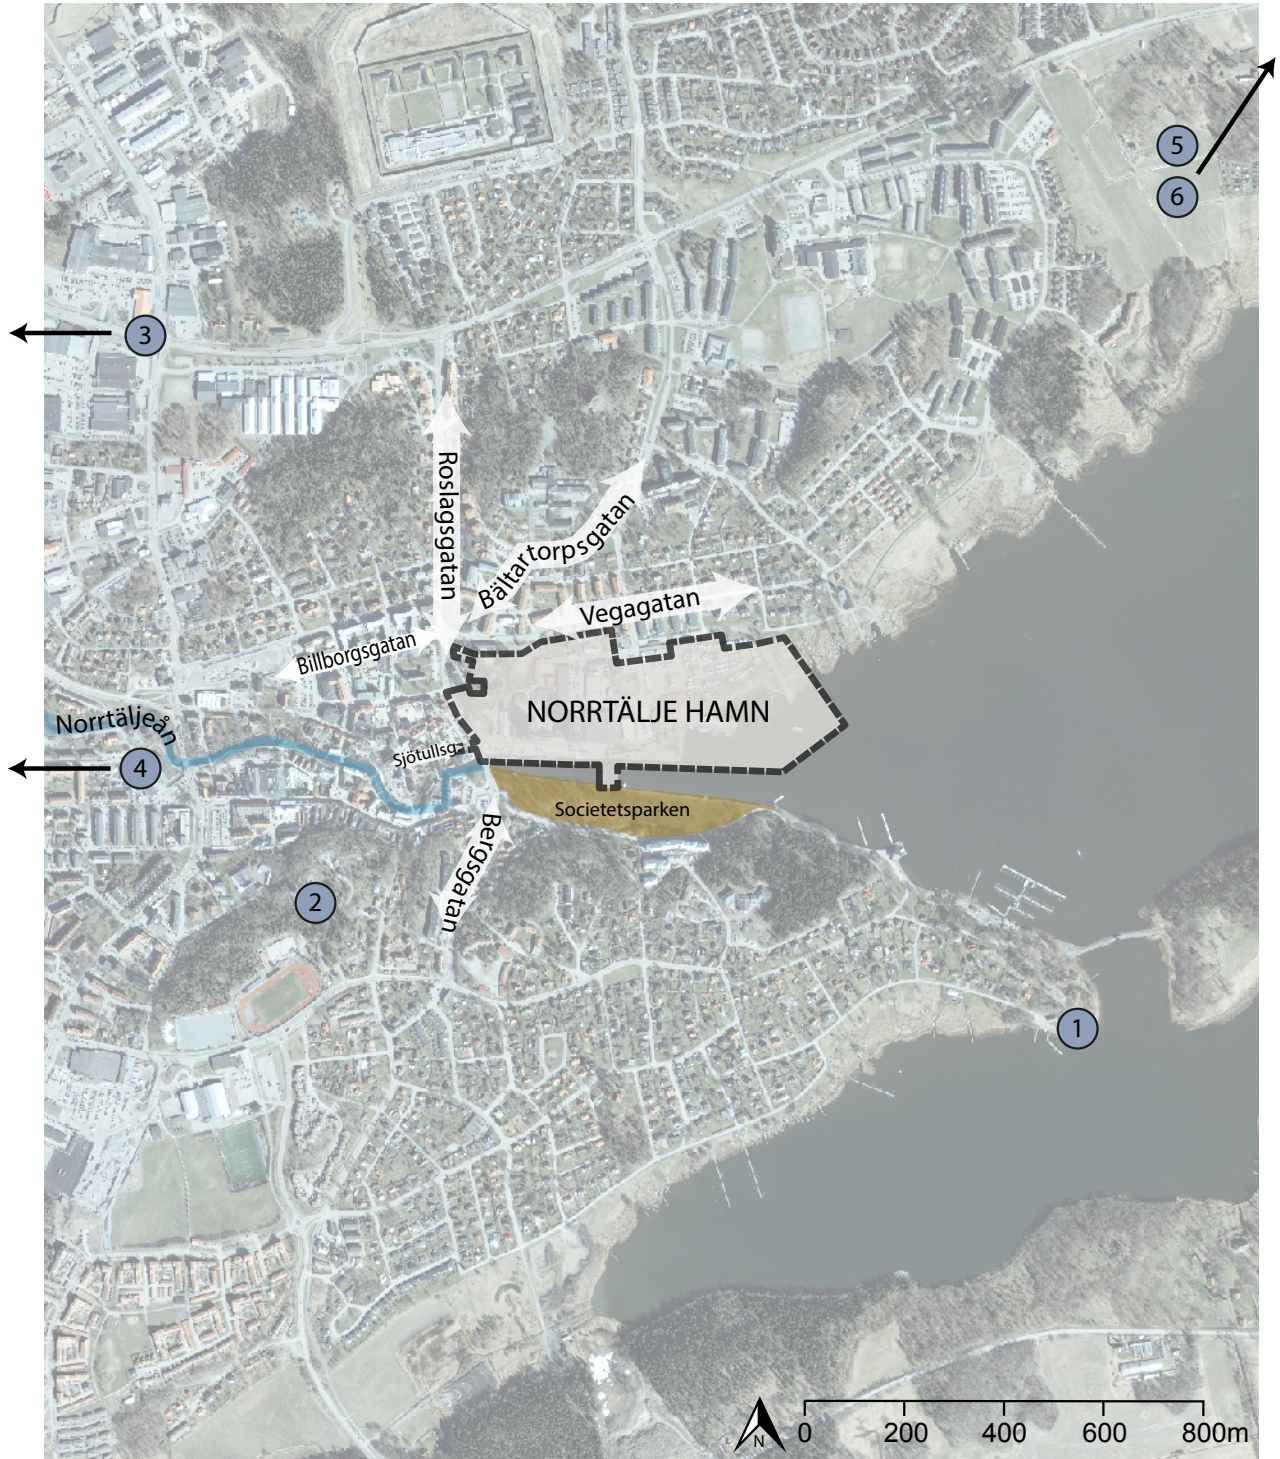 5
6
3
Roslagsgatan
Bältartorpsgatan
Vegagatan
Billborgsgatan
NORRTÄLJE HAMN
Norrtäljeån
Sjötullsg.
4
Societetsparken
Bergsgatan
2
1
N
0 200 400 600 800m